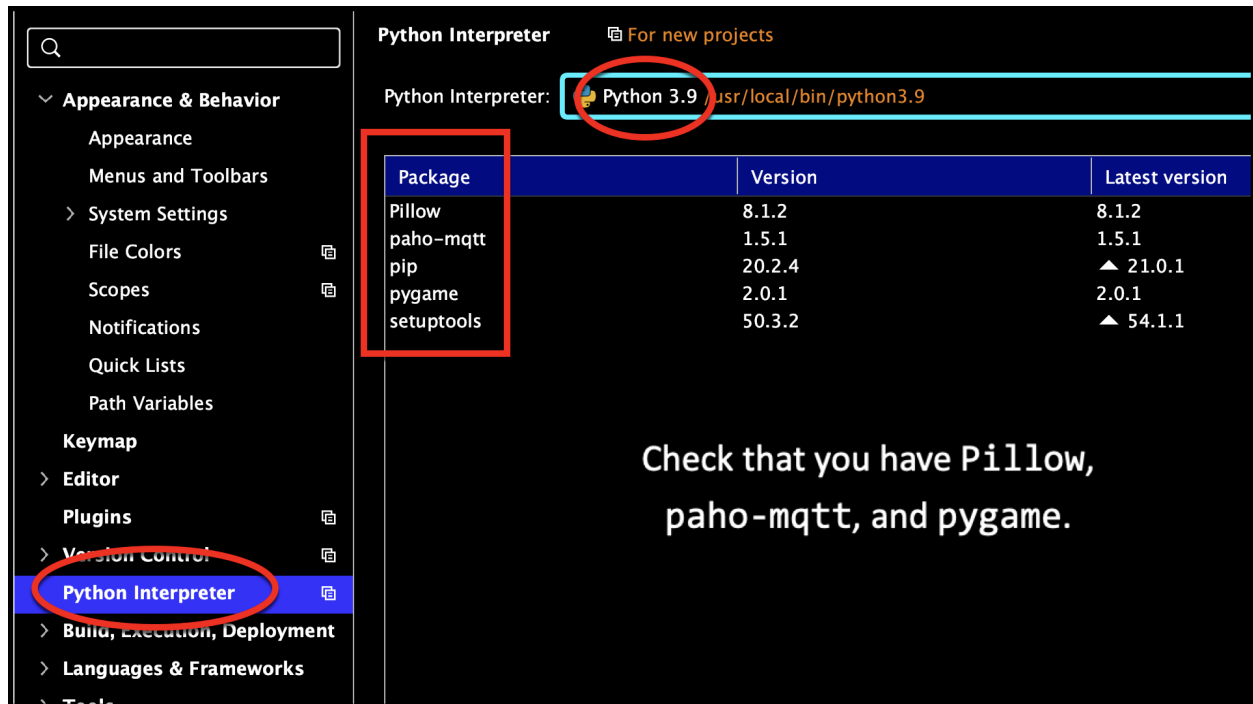 Python Interpreter For new projects
Python Interpreter: Python 3.9 /usr/local/bin/python3.9
Appearance & Behavior
Appearance
Menus and Toolbars
System Settings
File Colors
Scopes
Notifications
Quick Lists
Path Variables
Keymap
Editor
Plugins
Version Control
Python Interpreter
Build, Execution, Deployment
Languages & Frameworks
Tools
Package Version Latest version
Pillow 8.1.2 8.1.2
paho-mqtt 1.5.1 1.5.1
pip 20.2.4 21.0.1
pygame 2.0.1 2.0.1
setuptools 50.3.2 54.1.1
Check that you have Pillow,
paho-mqtt, and pygame.